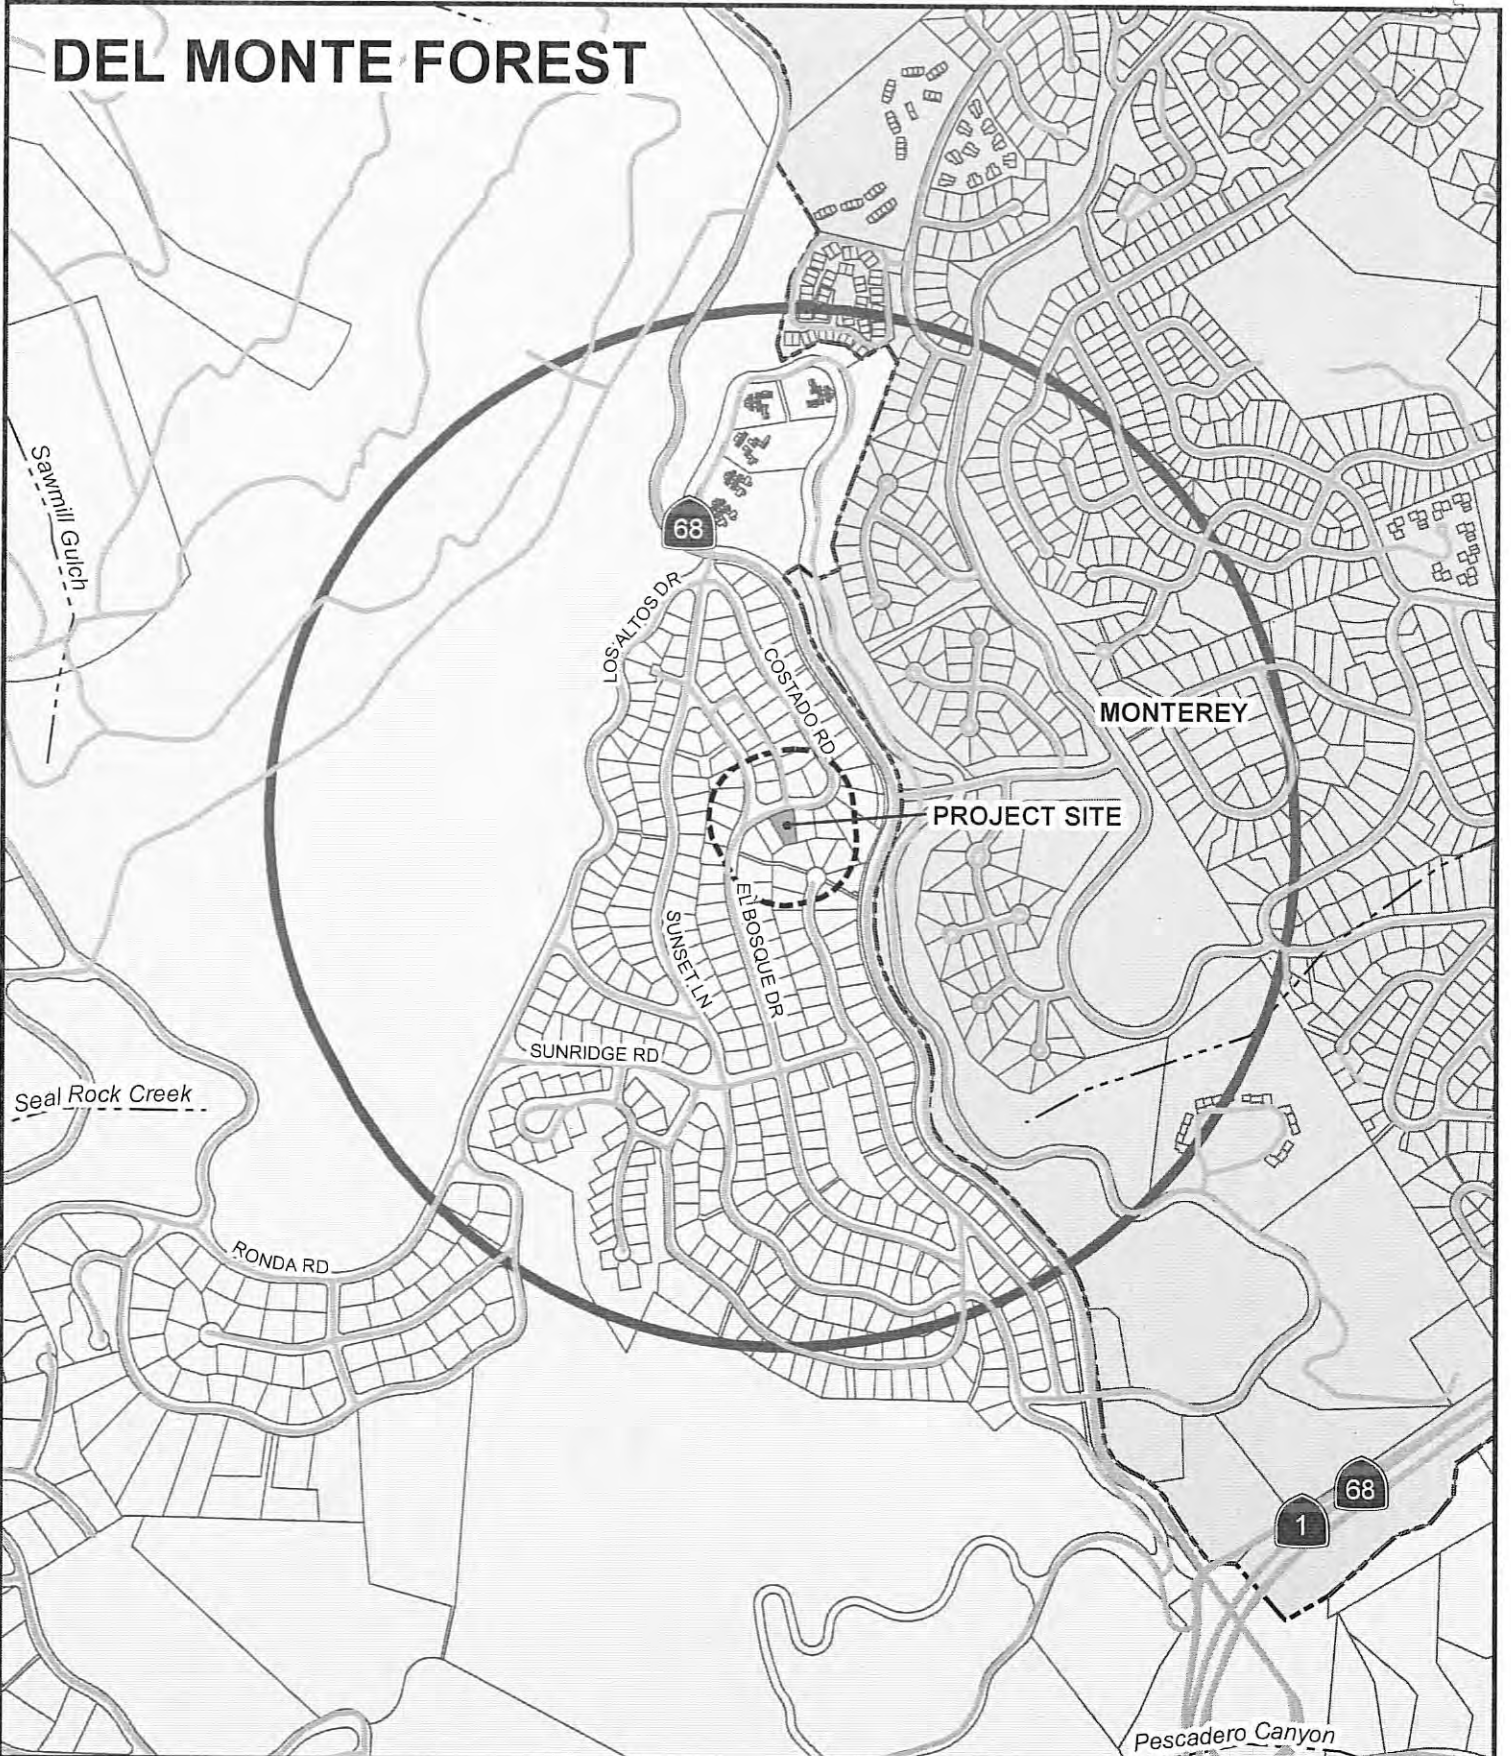 DEL MONTE FOREST
Sawmill Gulch
68
LOS ALTOS DR
COSTADO RD
MONTEREY
PROJECT SITE
EL BOSQUE DR
SUNSET LN
SUNRIDGE RD
Seal Rock Creek
RONDA RD
68
1
Pescadero Canyon